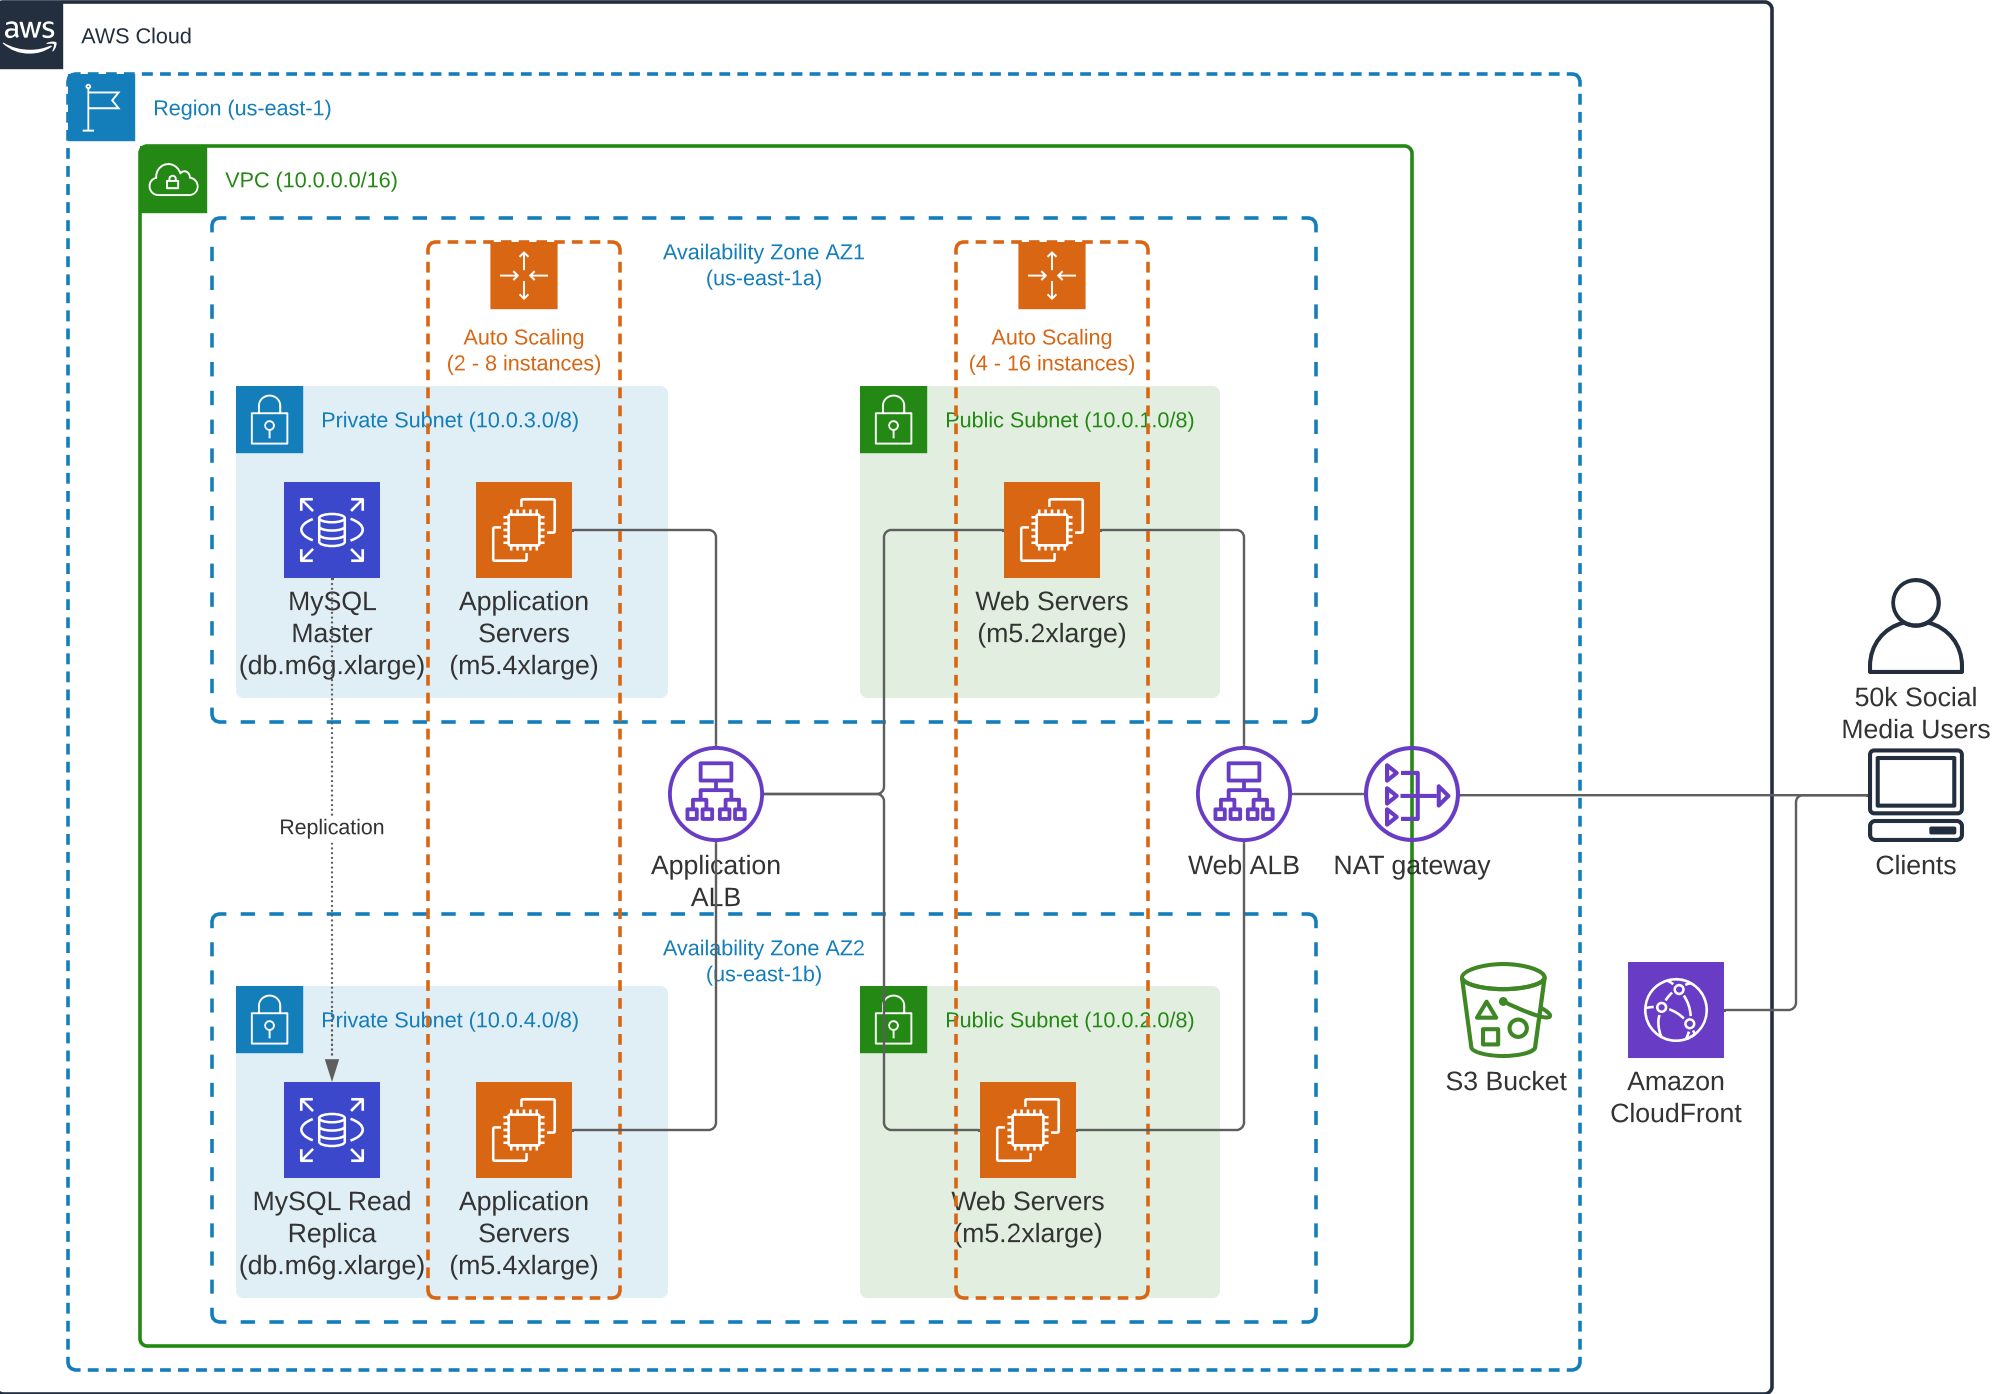 aws
AWS Cloud
Region (us-east-1)
VPC (10.0.0.0/16)
Availability Zone AZ1
(us-east-1a)
Auto Scaling
(2 - 8 instances)
Auto Scaling
(4 - 16 instances)
Private Subnet (10.0.3.0/8)
Public Subnet (10.0.1.0/8)
MySQL
Master
(db.m6g.xlarge)
Application
Servers
(m5.4xlarge)
Web Servers
(m5.2xlarge)
50k Social
Media Users
Replication
Application
ALB
Web ALB
NAT gateway
Clients
Availability Zone AZ2
(us-east-1b)
Private Subnet (10.0.4.0/8)
Public Subnet (10.0.2.0/8)
S3 Bucket
Amazon
CloudFront
MySQL Read
Replica
(db.m6g.xlarge)
Application
Servers
(m5.4xlarge)
Web Servers
(m5.2xlarge)